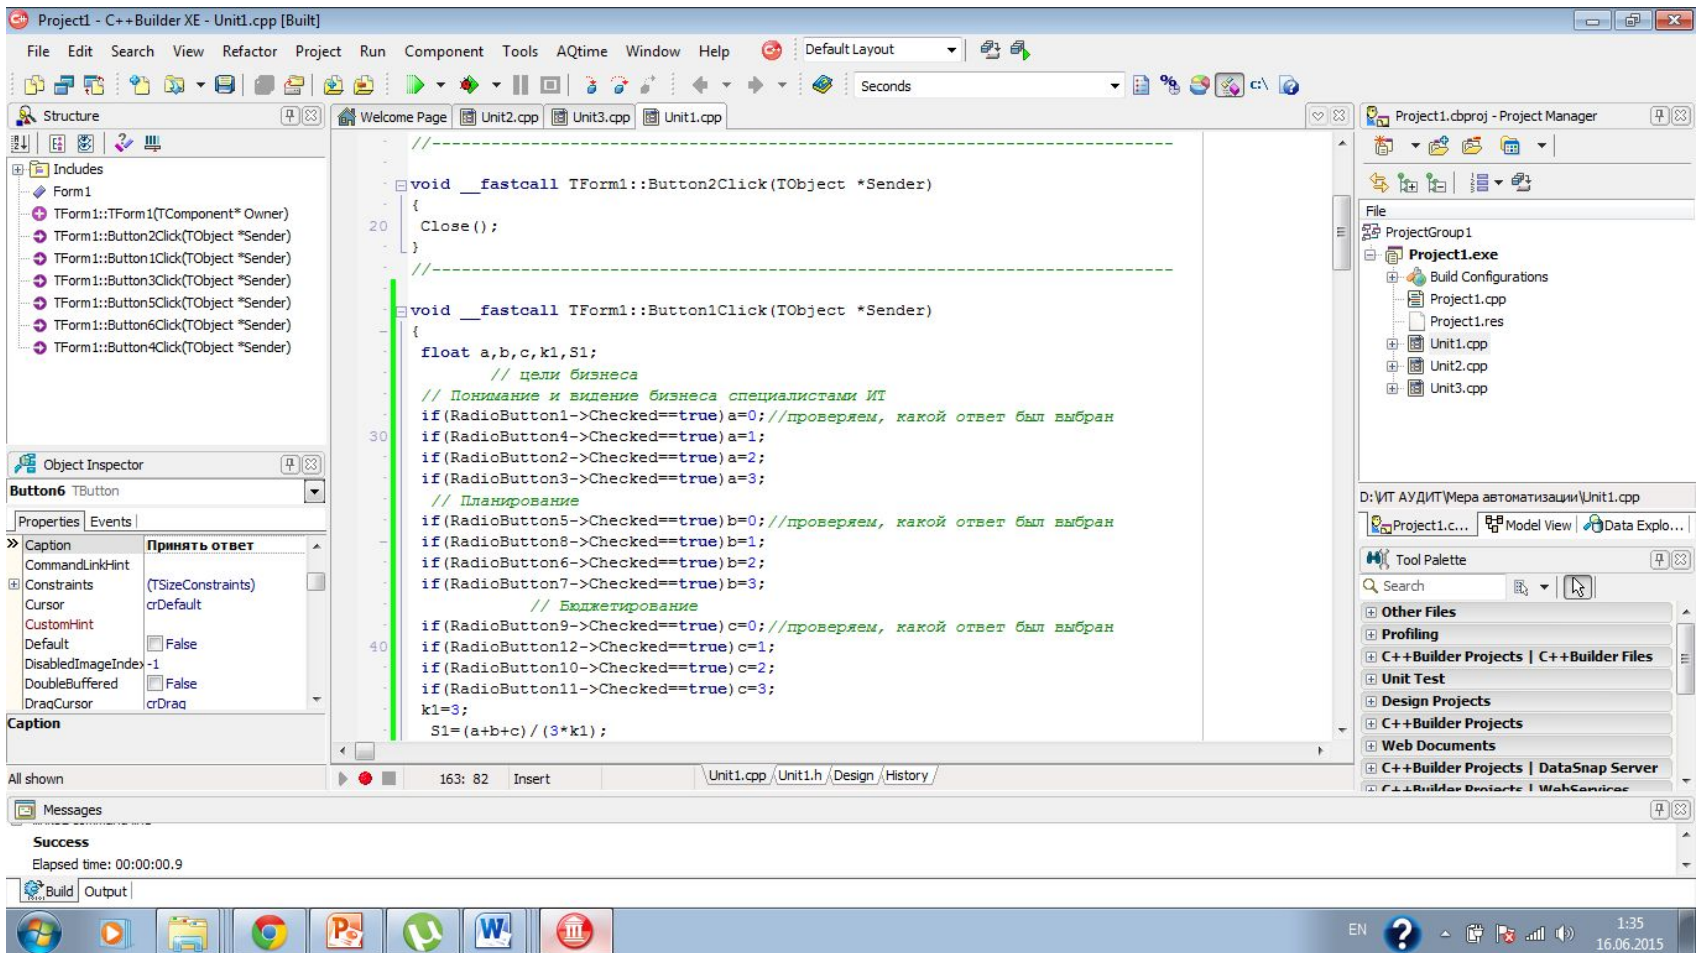 Project1 - C++Builder XE - Unit1.cpp [Built]
File Edit Search View Refactor Project Run Component Tools AQtime Window Help
Default Layout
Seconds
Structure
Includes
Form1
TForm1::TForm1(TComponent* Owner)
TForm1::Button2Click(TObject *Sender)
TForm1::Button1Click(TObject *Sender)
TForm1::Button3Click(TObject *Sender)
TForm1::Button5Click(TObject *Sender)
TForm1::Button6Click(TObject *Sender)
TForm1::Button4Click(TObject *Sender)
Object Inspector
Button6 TButton
Properties Events
Caption Принять ответ
CommandLinkHint
Constraints (TSizeConstraints)
Cursor crDefault
CustomHint
Default False
DisabledImageIndex -1
DoubleBuffered False
DragCursor crDrag
Caption
All shown
Welcome Page Unit2.cpp Unit3.cpp Unit1.cpp
//---------------------------------------------------------------------------
void __fastcall TForm1::Button2Click(TObject *Sender)
{
20 Close();
}
//---------------------------------------------------------------------------
void __fastcall TForm1::Button1Click(TObject *Sender)
{
float a,b,c,k1,S1;
// цели бизнеса
// Понимание и видение бизнеса специалистами ИТ
if(RadioButton1->Checked==true)a=0;//проверяем, какой ответ был выбран
30 if(RadioButton4->Checked==true)a=1;
if(RadioButton2->Checked==true)a=2;
if(RadioButton3->Checked==true)a=3;
// Планирование
if(RadioButton5->Checked==true)b=0;//проверяем, какой ответ был выбран
if(RadioButton8->Checked==true)b=1;
if(RadioButton6->Checked==true)b=2;
if(RadioButton7->Checked==true)b=3;
// Бюджетирование
if(RadioButton9->Checked==true)c=0;//проверяем, какой ответ был выбран
40 if(RadioButton12->Checked==true)c=1;
if(RadioButton10->Checked==true)c=2;
if(RadioButton11->Checked==true)c=3;
k1=3;
S1=(a+b+c)/(3*k1);
163: 82 Insert
Unit1.cpp Unit1.h Design History
Project1.cbproj - Project Manager
File
ProjectGroup1
Project1.exe
Build Configurations
Project1.cpp
Project1.res
Unit1.cpp
Unit2.cpp
Unit3.cpp
D:\ИТ АУДИТ\Мера автоматизации\Unit1.cpp
Project1.c... Model View Data Explo...
Tool Palette
Search
Other Files
Profiling
C++Builder Projects | C++Builder Files
Unit Test
Design Projects
C++Builder Projects
Web Documents
C++Builder Projects | DataSnap Server
C++Builder Projects | WebServices
Messages
Success
Elapsed time: 00:00:00.9
Build Output
EN
1:35
16.06.2015